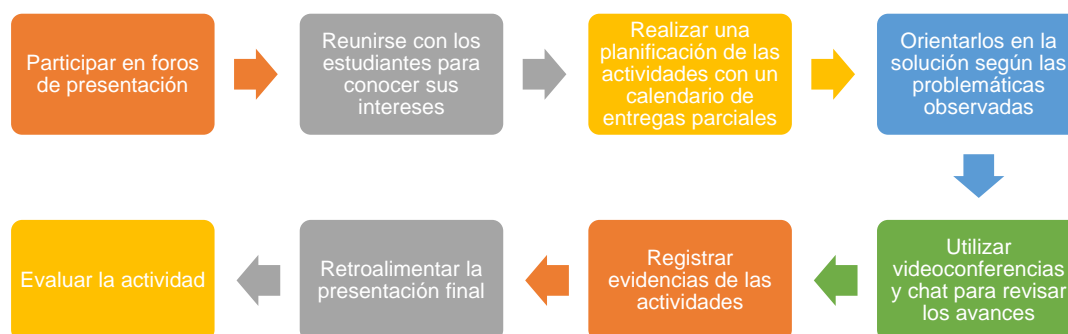 Participar en foros
de presentación
Reunirse con los
estudiantes para
conocer sus
intereses
Realizar una
planificación de las
actividades con un
calendario de
entregas parciales
Orientarlos en la
solución según las
problemáticas
observadas
Utilizar
videoconferencias
y chat para revisar
los avances
Registrar
evidencias de las
actividades
Retroalimentar la
presentación final
Evaluar la actividad